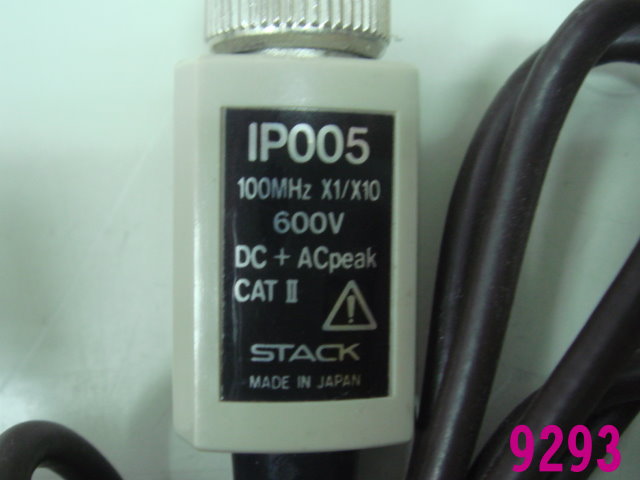 IP005
100MHz X1/X10
600V
DC + ACpeak
CAT II
STACK
MADE IN JAPAN
9293